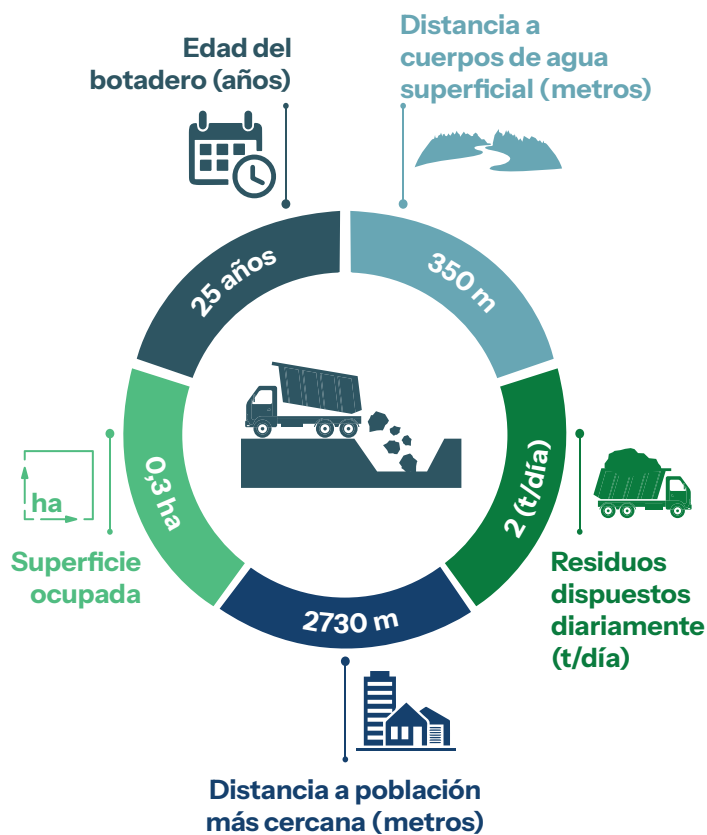 Edad del
botadero (años)
Distancia a
cuerpos de agua
superficial (metros)
25 años
350 m
0,3 ha
2 (t/día)
2730 m
ha
Superficie
ocupada
Residuos
dispuestos
diariamente
(t/día)
Distancia a población
más cercana (metros)